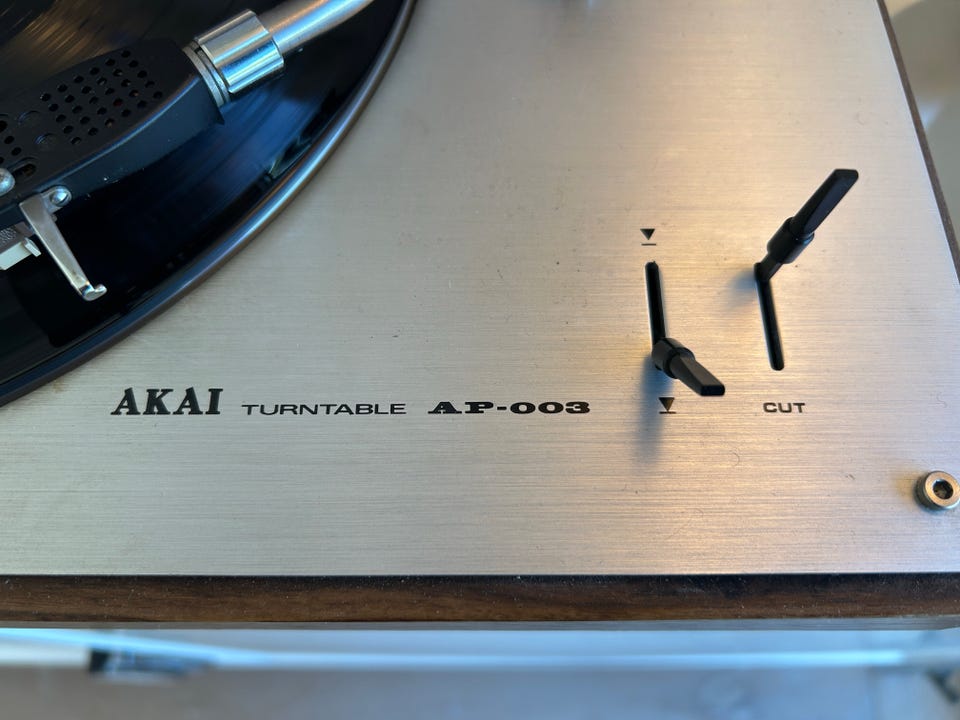 AKAI TURNTABLE AP-003
CUT